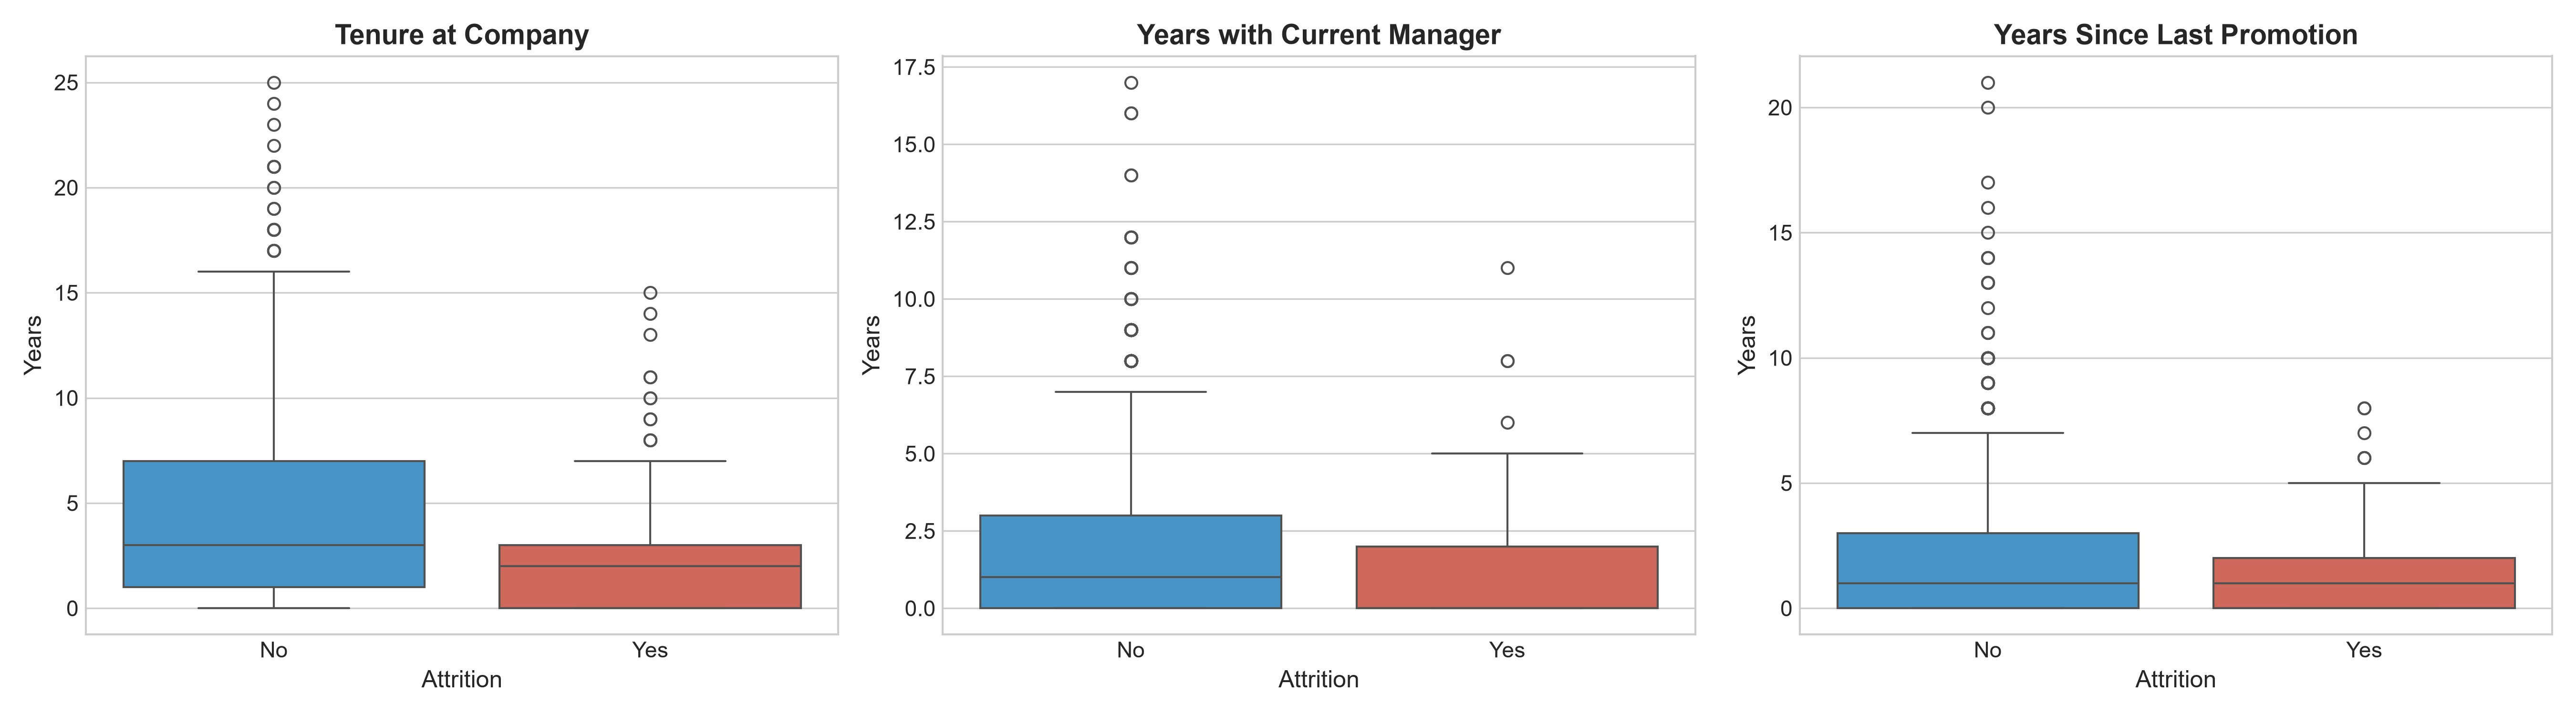 Tenure at Company
25
20
15
10
5
0
Years
No
Yes
Attrition
Years with Current Manager
17.5
15.0
12.5
10.0
7.5
5.0
2.5
0.0
Years
No
Yes
Attrition
Years Since Last Promotion
20
15
10
5
0
Years
No
Yes
Attrition